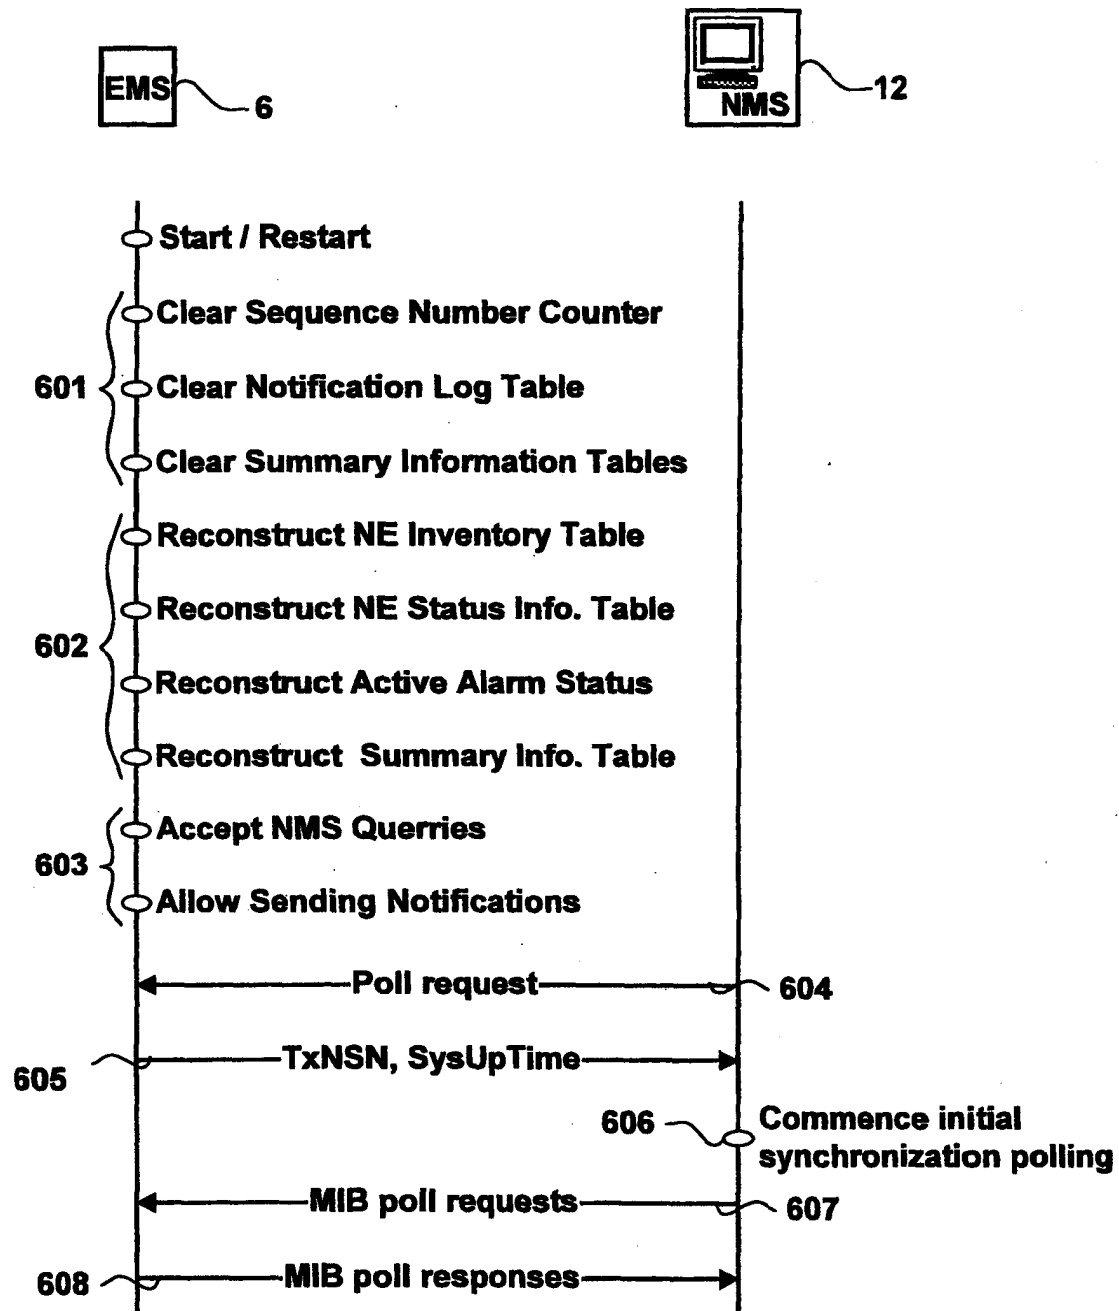 EMS
6
NMS
12
Start / Restart
Clear Sequence Number Counter
601
Clear Notification Log Table
Clear Summary Information Tables
Reconstruct NE Inventory Table
Reconstruct NE Status Info. Table
602
Reconstruct Active Alarm Status
Reconstruct Summary Info. Table
Accept NMS Querries
603
Allow Sending Notifications
Poll request
604
TxNSN, SysUpTime
605
606
Commence initial
synchronization polling
MIB poll requests
607
608
MIB poll responses